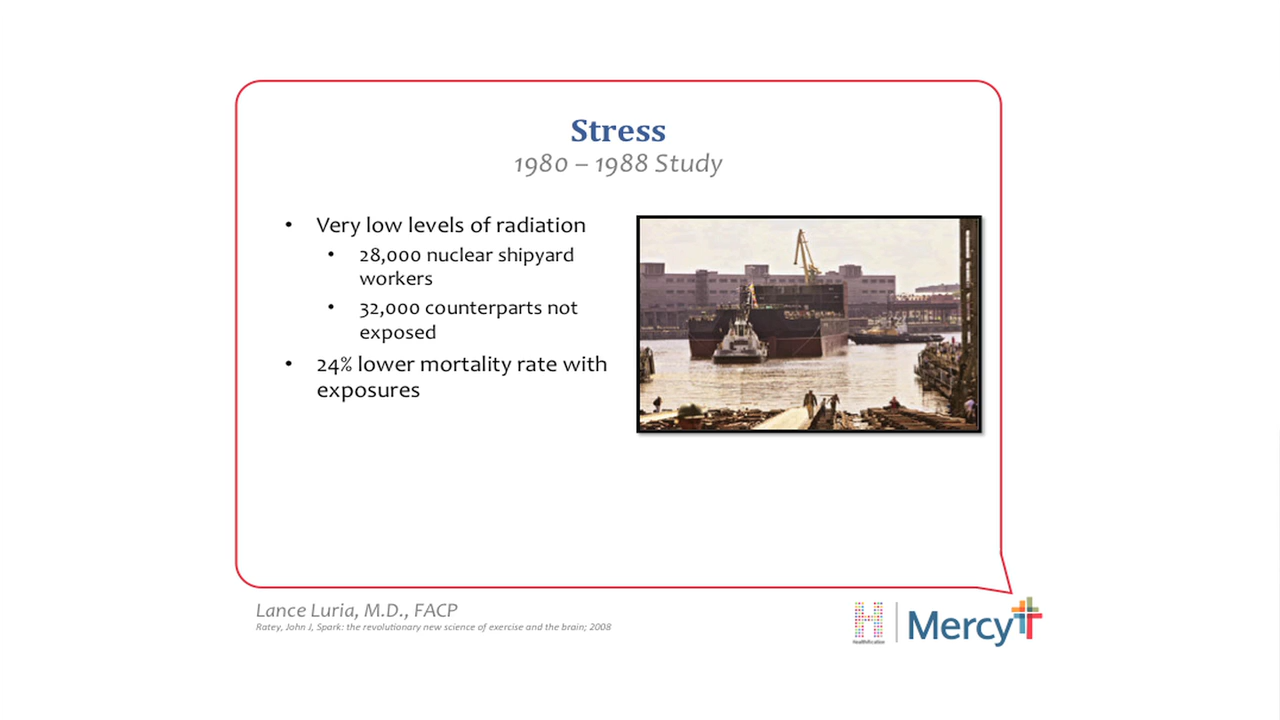 Stress
1980 – 1988 Study
• Very low levels of radiation
• 28,000 nuclear shipyard
workers
• 32,000 counterparts not
exposed
• 24% lower mortality rate with
exposures
Lance Luria, M.D., FACP
Ratey, John J, Spark: the revolutionary new science of exercise and the brain; 2008
H
healthification
Mercy